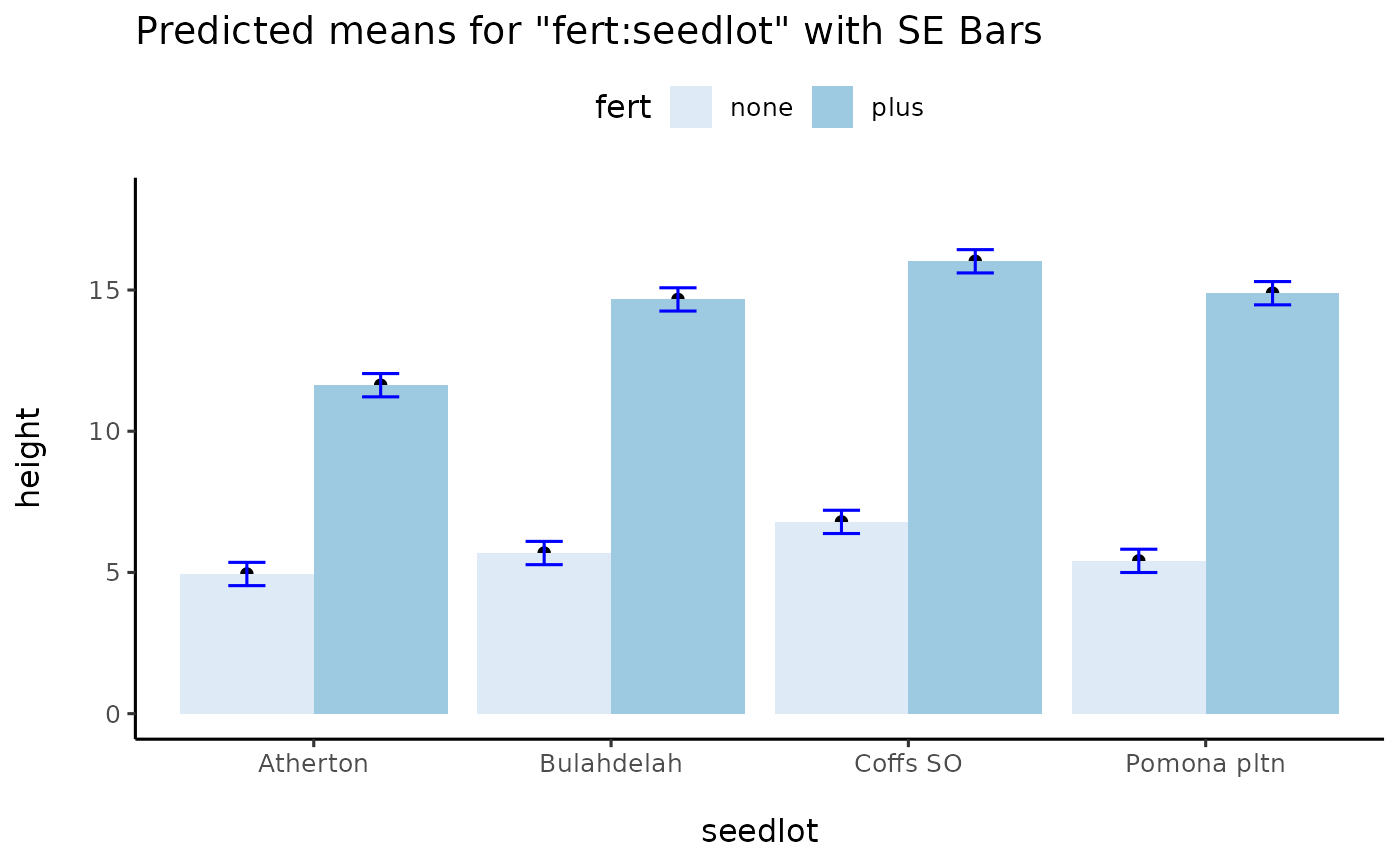 Predicted means for "fert:seedlot" with SE Bars
fert none plus
height
15
10
5
0
Atherton Bulahdelah Coffs SO Pomona pltn
seedlot